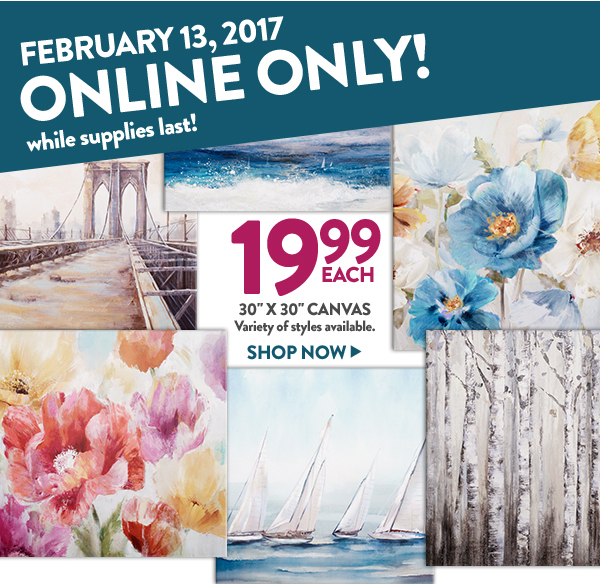 FEBRUARY 13, 2017
ONLINE ONLY!
while supplies last!
19.99
EACH
30" X 30" CANVAS
Variety of styles available.
SHOP NOW ▶